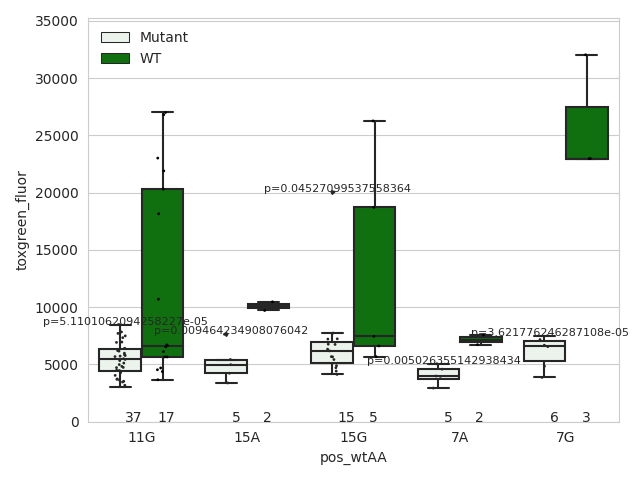 35000
Mutant
WT
30000
25000
20000
15000
10000
5000
0
toxgreen_fluor
p=0.04527099537558364
p=5.1101062094258227e-05
p=0.009464234908076042
p=3.621776246287108e-05
p=0.005026355142938434
37 17 5 2 15 5 5 2 6 3
11G 15A 15G 7A 7G
pos_wtAA